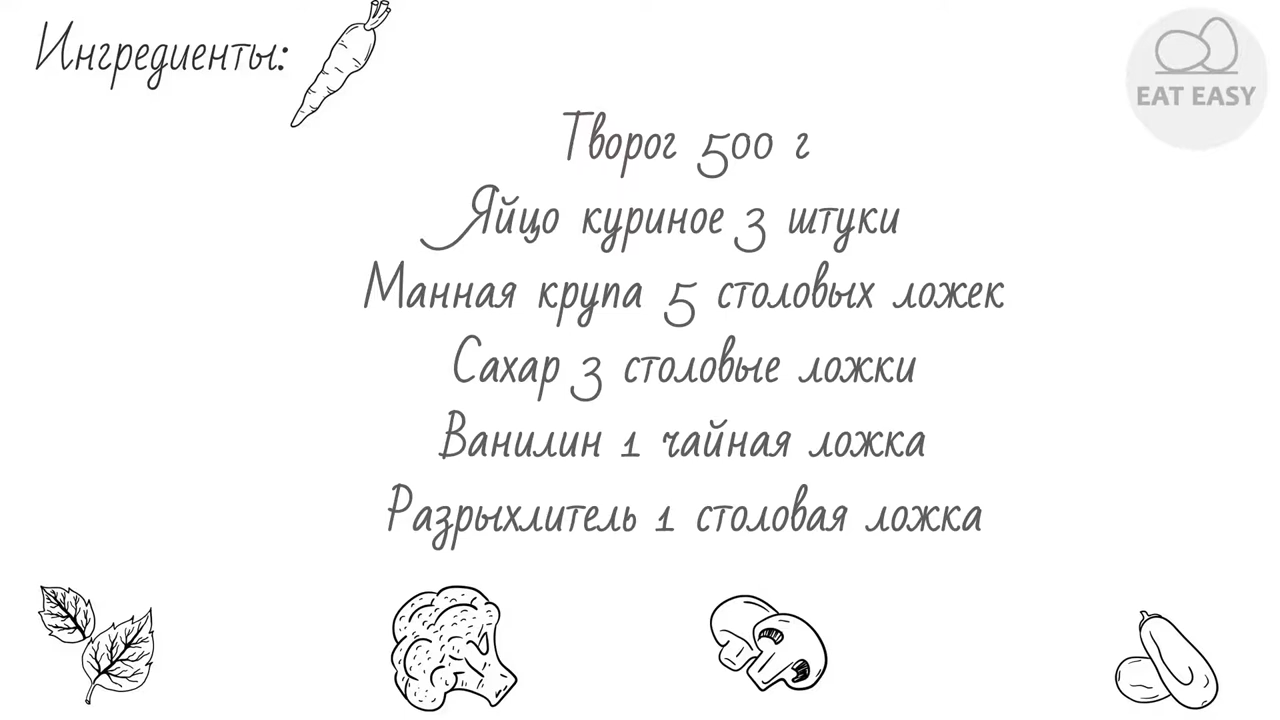 Ингредиенты:
EAT EASY
Творог 500 г
Яйцо куриное 3 штуки
Манная крупа 5 столовых ложек
Сахар 3 столовые ложки
Ванилин 1 чайная ложка
Разрыхлитель 1 столовая ложка